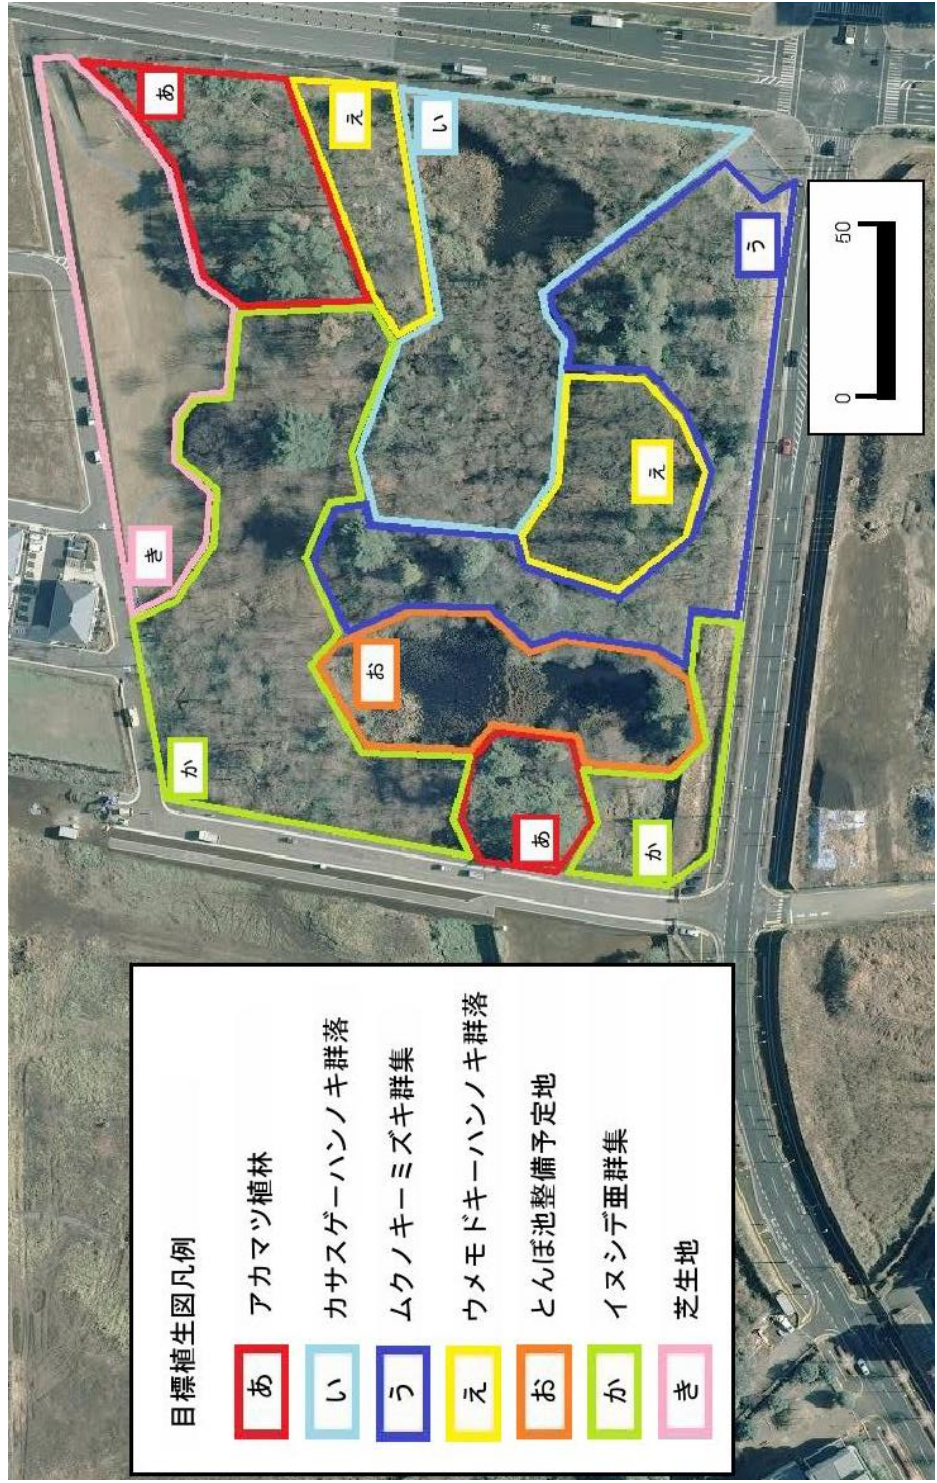 目標植生図凡例
あ アカマツ植林
い カサスゲーハンノキ群落
う ムクノキーミズキ群集
え ウメモドキーハンノキ群落
お とんぼ池整備予定地
か イヌシデ亜群集
き 芝生地
か
き
あ
え
い
お
え
う
あ
か
0 50